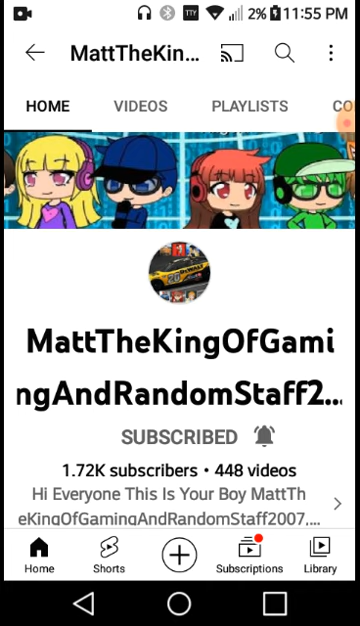 TTY 2% 11:55 PM
MattTheKin...
HOME VIDEOS PLAYLISTS CO
MattTheKingOfGami
ngAndRandomStaff2...
SUBSCRIBED
1.72K subscribers • 448 videos
Hi Everyone This Is Your Boy MattTh
eKingOfGamingAndRandomStaff2007....
Home Shorts Subscriptions Library